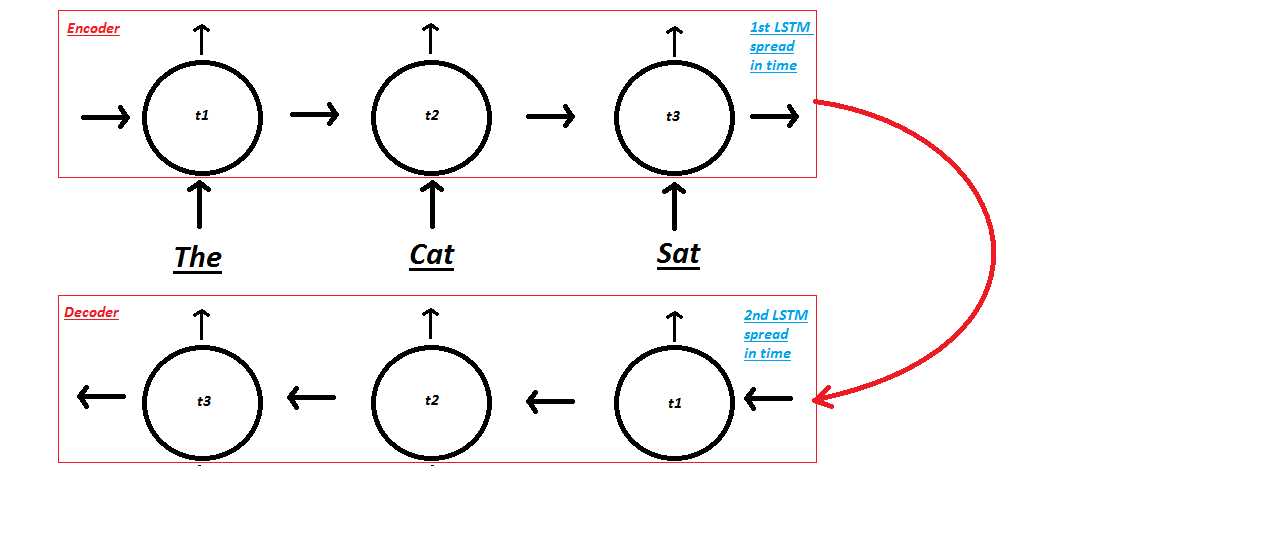 Encoder
1st LSTM
spread
in time
t1
t2
t3
The
Cat
Sat
Decoder
2nd LSTM
spread
in time
t3
t2
t1